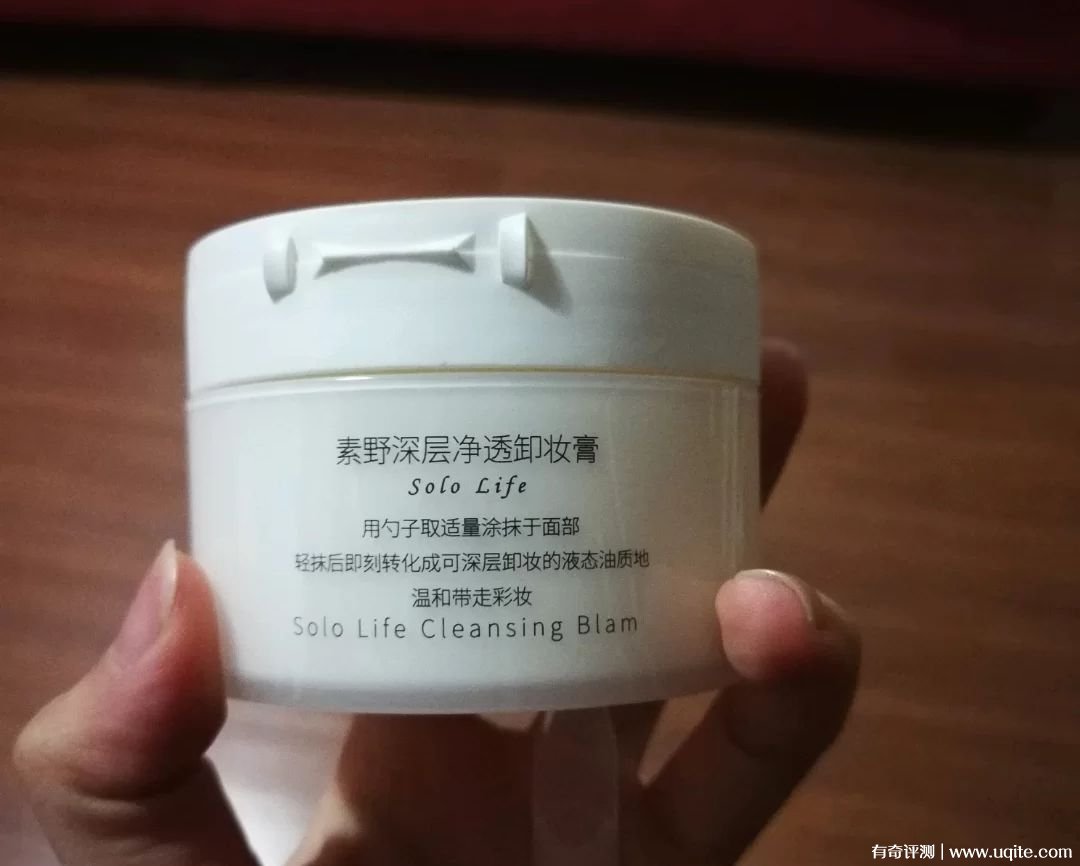 素野深层净透卸妆膏
Solo Life
用勺子取适量涂抹于面部
轻抹后即刻转化成可深层卸妆的液态油质地
温和带走彩妆
Solo Life Cleansing Blam
有奇评测 | www.uqite.com